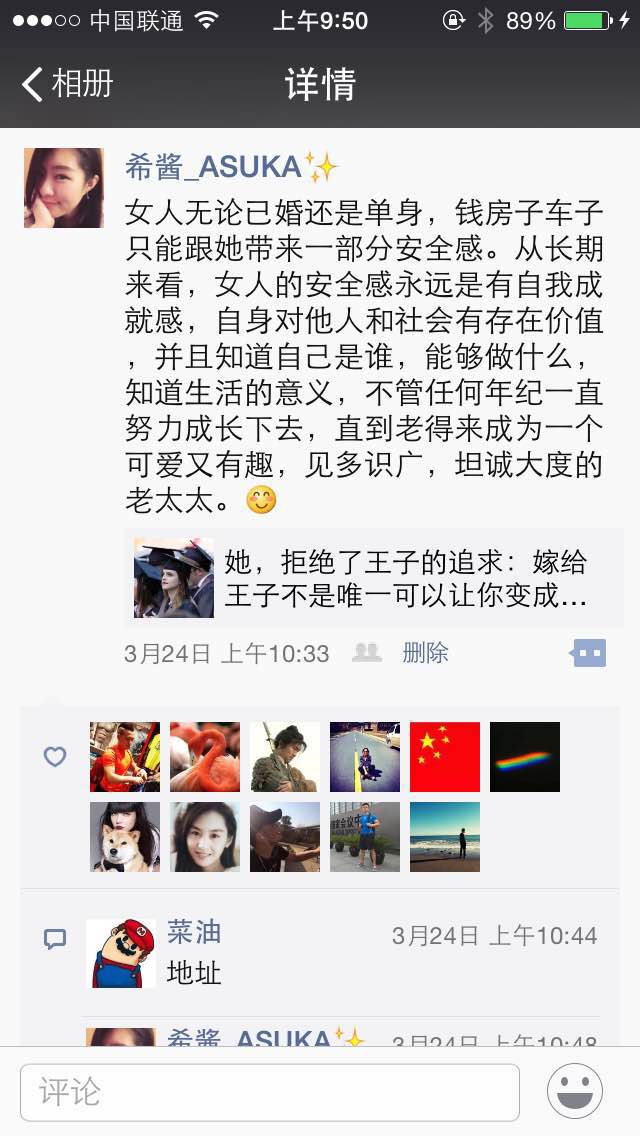 中国联通
上午9:50
89%
相册
详情
希酱_ASUKA✨
女人无论已婚还是单身，钱房子车子
只能跟她带来一部分安全感。从长期
来看，女人的安全感永远是有自我成
就感，自身对他人和社会有存在价值
，并且知道自己是谁，能够做什么，
知道生活的意义，不管任何年纪一直
努力成长下去，直到老得来成为一个
可爱又有趣，见多识广，坦诚大度的
老太太。😊
她，拒绝了王子的追求：嫁给
王子不是唯一可以让你变成...
3月24日 上午10:33
删除
菜油
3月24日 上午10:44
地址
希酱_ASUKA✨
3月24日 上午10:48
评论